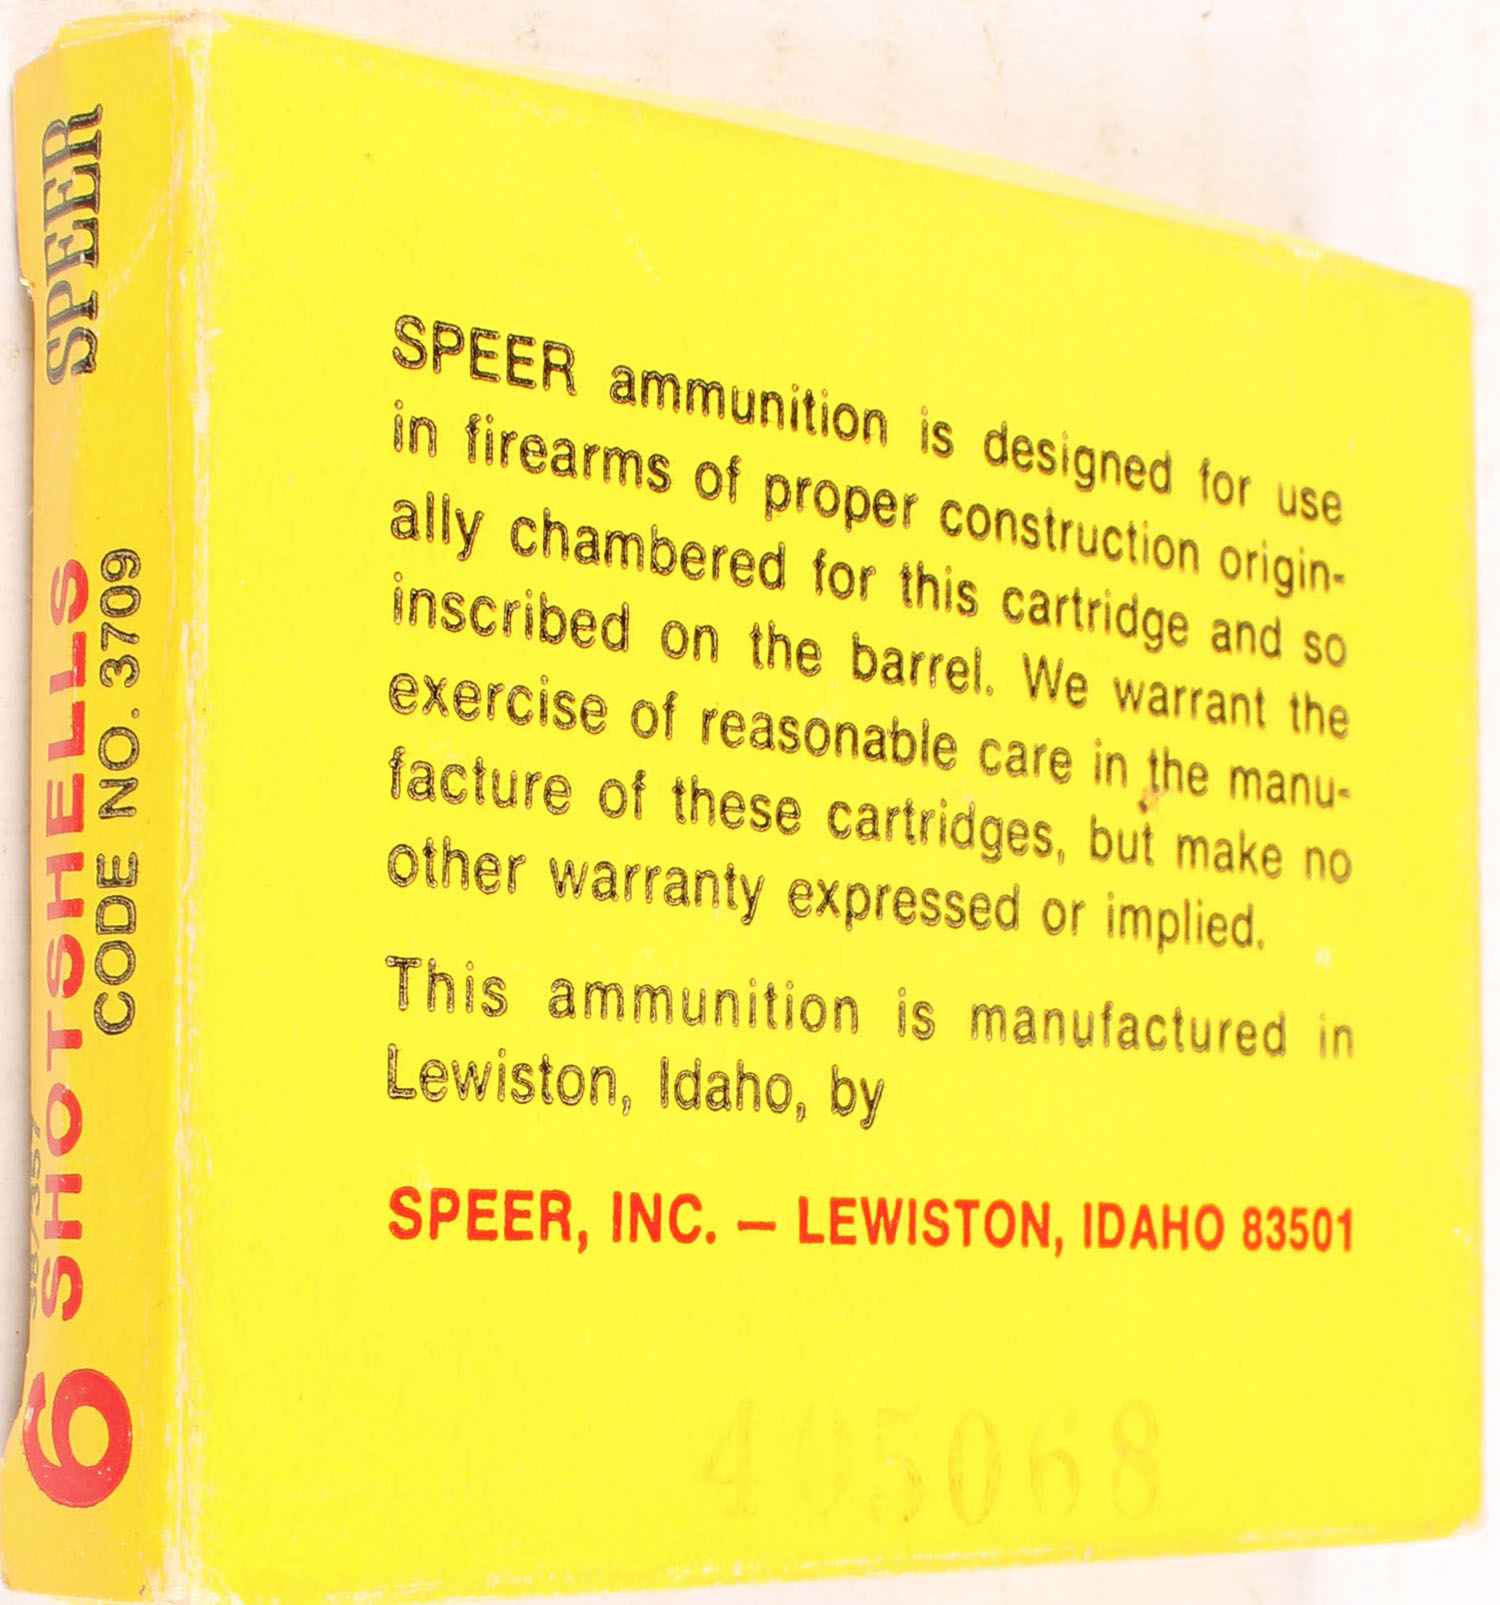 SPEER ammunition is designed for use
in firearms of proper construction origin-
ally chambered for this cartridge and so
inscribed on the barrel. We warrant the
exercise of reasonable care in the manu-
facture of these cartridges, but make no
other warranty expressed or implied.
This ammunition is manufactured in
Lewiston, Idaho, by
SPEER, INC. — LEWISTON, IDAHO 83501
6 SHOTSHELLS SPEER
CODE NO. 3709